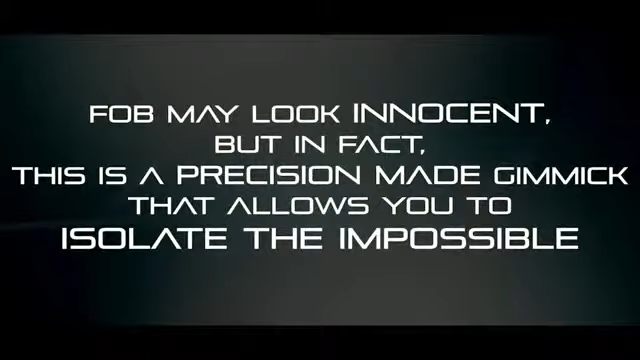 FOB MAY LOOK INNOCENT,
BUT IN FACT,
THIS IS A PRECISION MADE GIMMICK
THAT ALLOWS YOU TO
ISOLATE THE IMPOSSIBLE